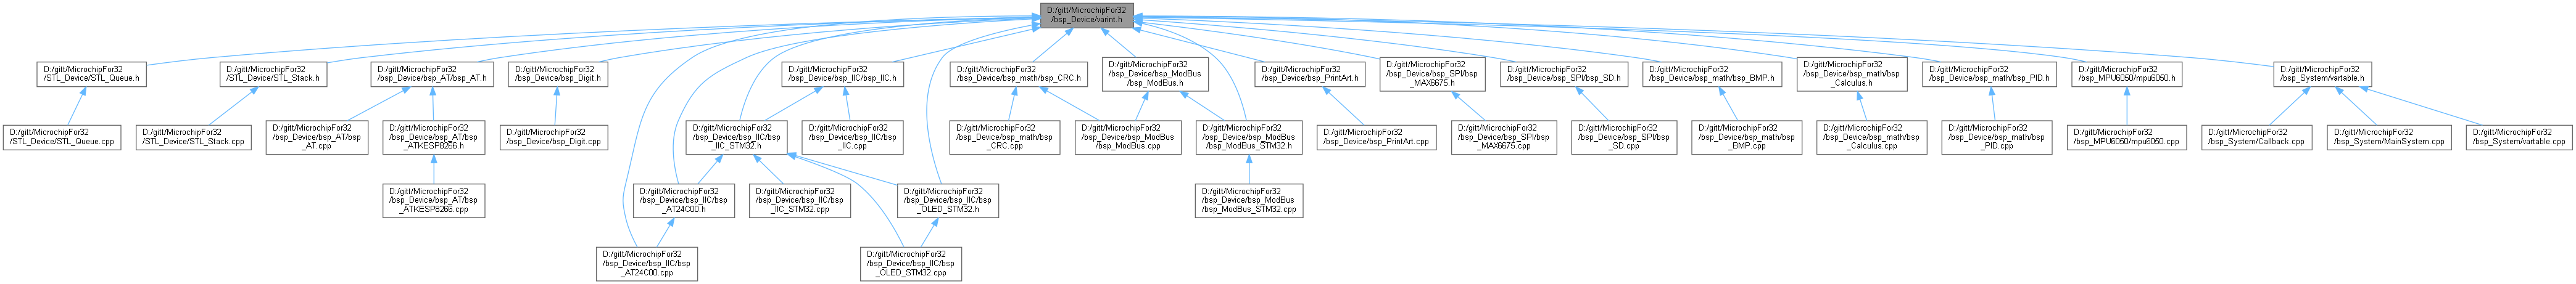 D:/gitt/MicrochipFor32
/bsp_Device/varint.h
D:/gitt/MicrochipFor32
/STL_Device/STL_Queue.h
D:/gitt/MicrochipFor32
/STL_Device/STL_Stack.h
D:/gitt/MicrochipFor32
/bsp_Device/bsp_AT/bsp_AT.h
D:/gitt/MicrochipFor32
/bsp_Device/bsp_Digit.h
D:/gitt/MicrochipFor32
/bsp_Device/bsp_IIC/bsp_IIC.h
D:/gitt/MicrochipFor32
/bsp_Device/bsp_math/bsp_CRC.h
D:/gitt/MicrochipFor32
/bsp_Device/bsp_ModBus
/bsp_ModBus.h
D:/gitt/MicrochipFor32
/bsp_Device/bsp_PrintArt.h
D:/gitt/MicrochipFor32
/bsp_Device/bsp_SPI/bsp
_MAX6675.h
D:/gitt/MicrochipFor32
/bsp_Device/bsp_SPI/bsp_SD.h
D:/gitt/MicrochipFor32
/bsp_Device/bsp_math/bsp_BMP.h
D:/gitt/MicrochipFor32
/bsp_Device/bsp_math/bsp
_Calculus.h
D:/gitt/MicrochipFor32
/bsp_Device/bsp_math/bsp_PID.h
D:/gitt/MicrochipFor32
/bsp_MPU6050/mpu6050.h
D:/gitt/MicrochipFor32
/bsp_System/vartable.h
D:/gitt/MicrochipFor32
/STL_Device/STL_Queue.cpp
D:/gitt/MicrochipFor32
/STL_Device/STL_Stack.cpp
D:/gitt/MicrochipFor32
/bsp_Device/bsp_AT/bsp
_AT.cpp
D:/gitt/MicrochipFor32
/bsp_Device/bsp_AT/bsp
_ATKESP8266.h
D:/gitt/MicrochipFor32
/bsp_Device/bsp_Digit.cpp
D:/gitt/MicrochipFor32
/bsp_Device/bsp_IIC/bsp
_IIC_STM32.h
D:/gitt/MicrochipFor32
/bsp_Device/bsp_IIC/bsp
_IIC.cpp
D:/gitt/MicrochipFor32
/bsp_Device/bsp_math/bsp
_CRC.cpp
D:/gitt/MicrochipFor32
/bsp_Device/bsp_ModBus
/bsp_ModBus.cpp
D:/gitt/MicrochipFor32
/bsp_Device/bsp_ModBus
/bsp_ModBus_STM32.h
D:/gitt/MicrochipFor32
/bsp_Device/bsp_PrintArt.cpp
D:/gitt/MicrochipFor32
/bsp_Device/bsp_SPI/bsp
_MAX6675.cpp
D:/gitt/MicrochipFor32
/bsp_Device/bsp_SPI/bsp
_SD.cpp
D:/gitt/MicrochipFor32
/bsp_Device/bsp_math/bsp
_BMP.cpp
D:/gitt/MicrochipFor32
/bsp_Device/bsp_math/bsp
_Calculus.cpp
D:/gitt/MicrochipFor32
/bsp_Device/bsp_math/bsp
_PID.cpp
D:/gitt/MicrochipFor32
/bsp_MPU6050/mpu6050.cpp
D:/gitt/MicrochipFor32
/bsp_System/Callback.cpp
D:/gitt/MicrochipFor32
/bsp_System/MainSystem.cpp
D:/gitt/MicrochipFor32
/bsp_System/vartable.cpp
D:/gitt/MicrochipFor32
/bsp_Device/bsp_AT/bsp
_ATKESP8266.cpp
D:/gitt/MicrochipFor32
/bsp_Device/bsp_IIC/bsp
_AT24C00.h
D:/gitt/MicrochipFor32
/bsp_Device/bsp_IIC/bsp
_IIC_STM32.cpp
D:/gitt/MicrochipFor32
/bsp_Device/bsp_IIC/bsp
_OLED_STM32.h
D:/gitt/MicrochipFor32
/bsp_Device/bsp_ModBus
/bsp_ModBus_STM32.cpp
D:/gitt/MicrochipFor32
/bsp_Device/bsp_IIC/bsp
_AT24C00.cpp
D:/gitt/MicrochipFor32
/bsp_Device/bsp_IIC/bsp
_OLED_STM32.cpp